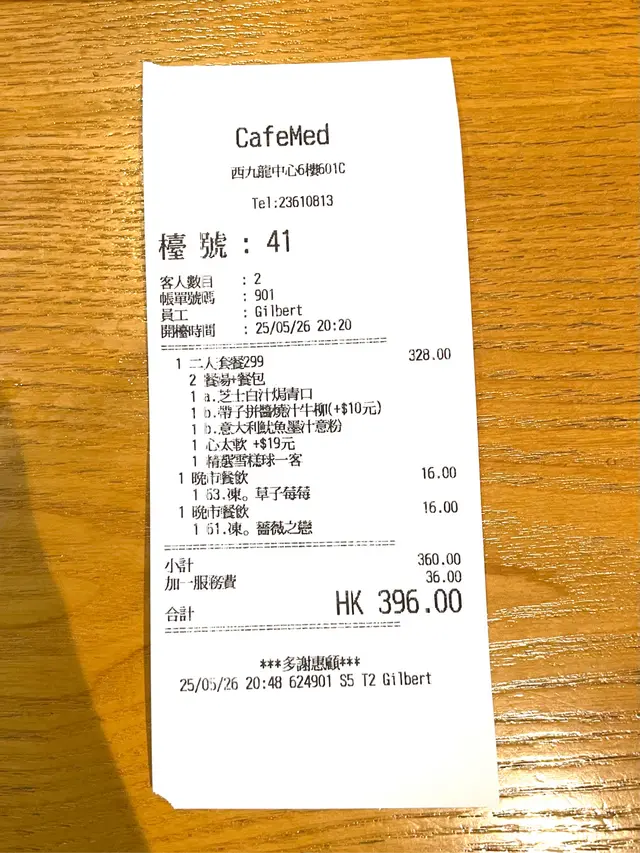 CafeMed
西九龍中心6樓601C
Tel:23610813
檯 號 : 41
客人數目 : 2
帳單號碼 : 901
員工 : Gilbert
開檯時間 : 25/05/26 20:20
1 二人套餐299 328.00
2 餐湯+餐包
1 a.芝士白汁焗青口
1 b.帶子拼醬燒汁牛柳(+$10元)
1 b.意大利魷魚墨汁意粉
1 心太軟 +$19元
1 精選雪糕球一客
1 晚市餐飲 16.00
1 63.凍。草子莓莓
1 晚市餐飲 16.00
1 61.凍。薔薇之戀
小計 360.00
加一服務費 36.00
合計 HK 396.00
***多謝惠顧***
25/05/26 20:48 624901 S5 T2 Gilbert